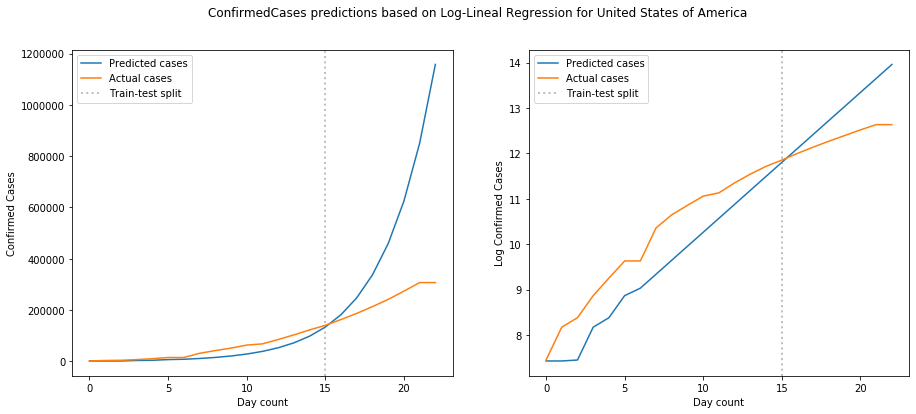 ConfirmedCases predictions based on Log-Lineal Regression for United States of America
Predicted cases
Actual cases
Train-test split
1200000
1000000
800000
600000
400000
200000
0
Confirmed Cases
0 5 10 15 20
Day count
Predicted cases
Actual cases
Train-test split
14
13
12
11
10
9
8
Log Confirmed Cases
0 5 10 15 20
Day count